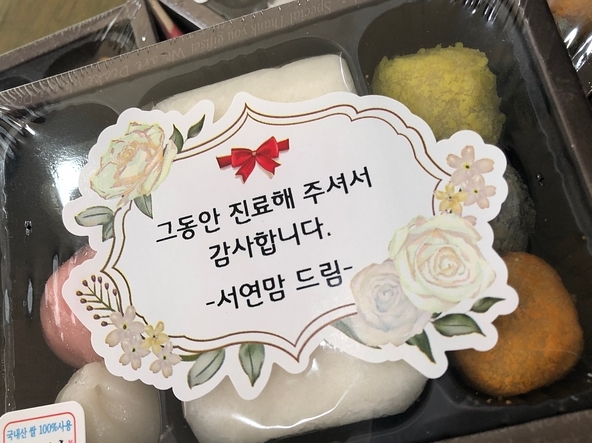 그동안 진료해 주셔서
감사합니다.
-서연맘 드림-
국내산 쌀 100%사용